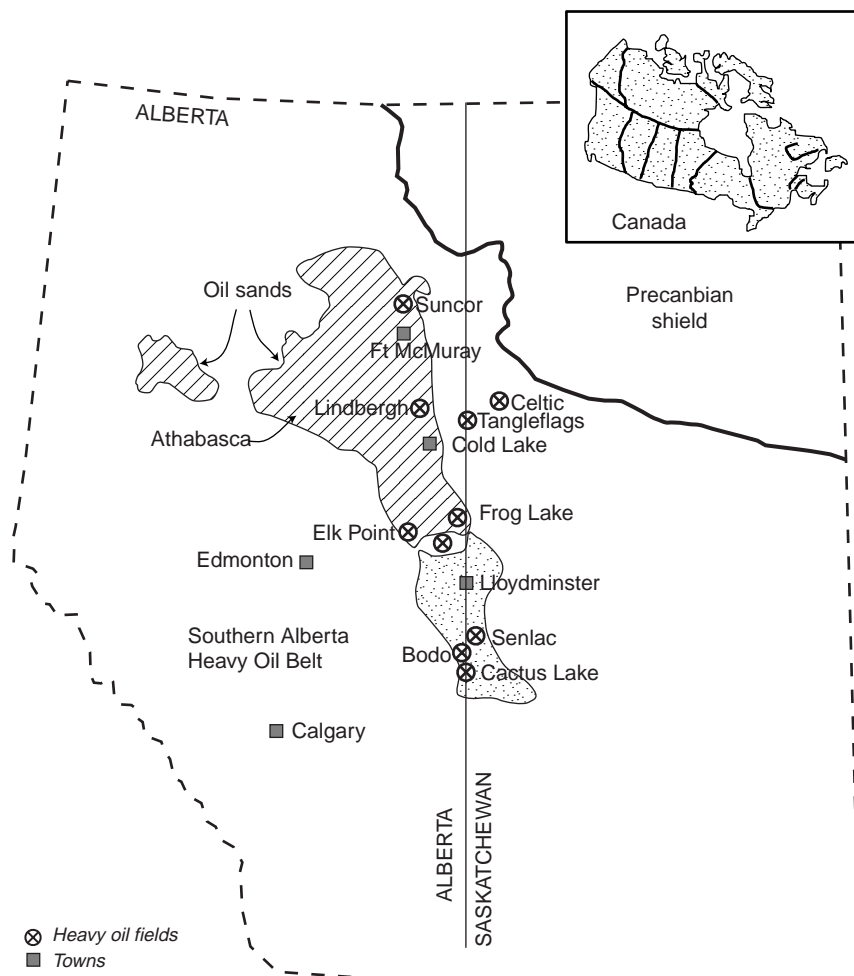 ALBERTA
Canada
Oil sands
Suncor
Precanbian
shield
Ft McMuray
Lindbergh
Celtic
Tangleflags
Athabasca
Cold Lake
Frog Lake
Elk Point
Edmonton
Lloydminster
Southern Alberta
Heavy Oil Belt
Senlac
Bodo
Cactus Lake
Calgary
ALBERTA
SASKATCHEWAN
Heavy oil fields
Towns